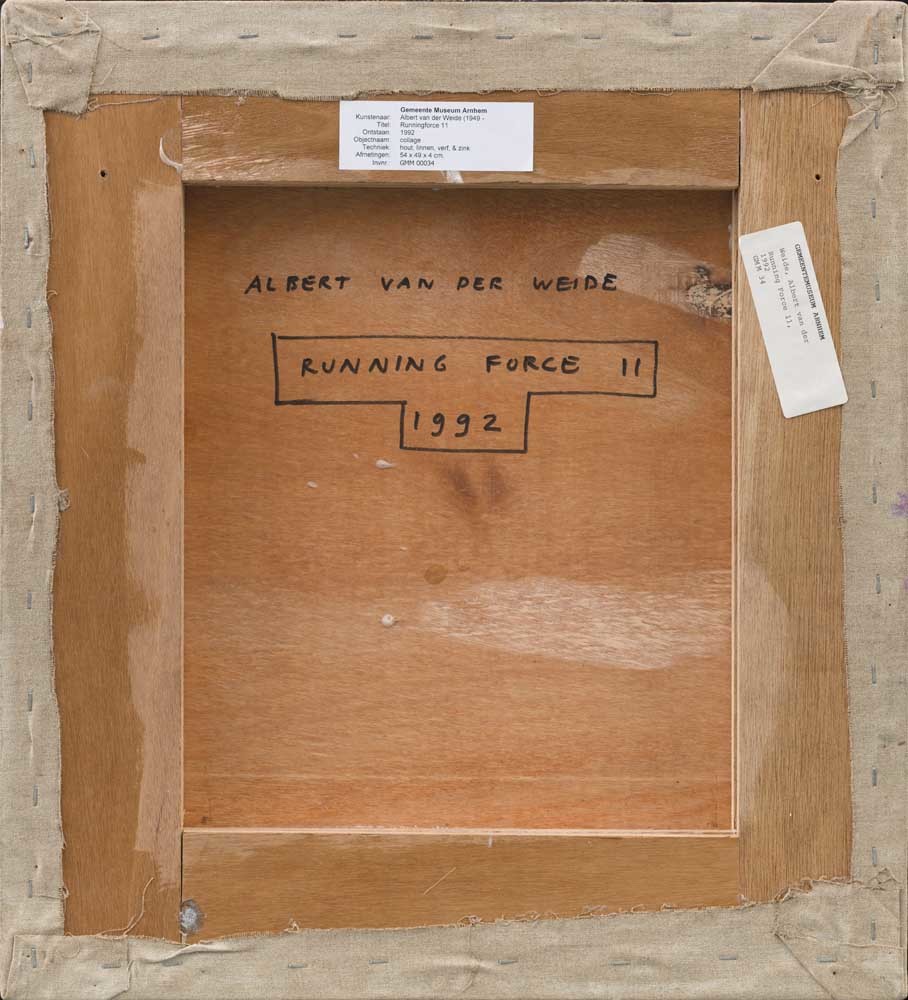 Gemeente Museum Arnhem
Kunstenaar: Albert van der Weide (1949 -
Titel: Runningforce 11
Ontstaan: 1992
Objectnaam: collage
Techniek: hout, linnen, verf, & zink
Afmetingen: 54 x 49 x 4 cm.
Invnr.: GMM 00034
ALBERT VAN DER WEIDE
RUNNING FORCE 11
1992
GEMEENTEMUSEUM ARNHEM
Weide, Albert van der
Running Force 11,
1992
GMM 34